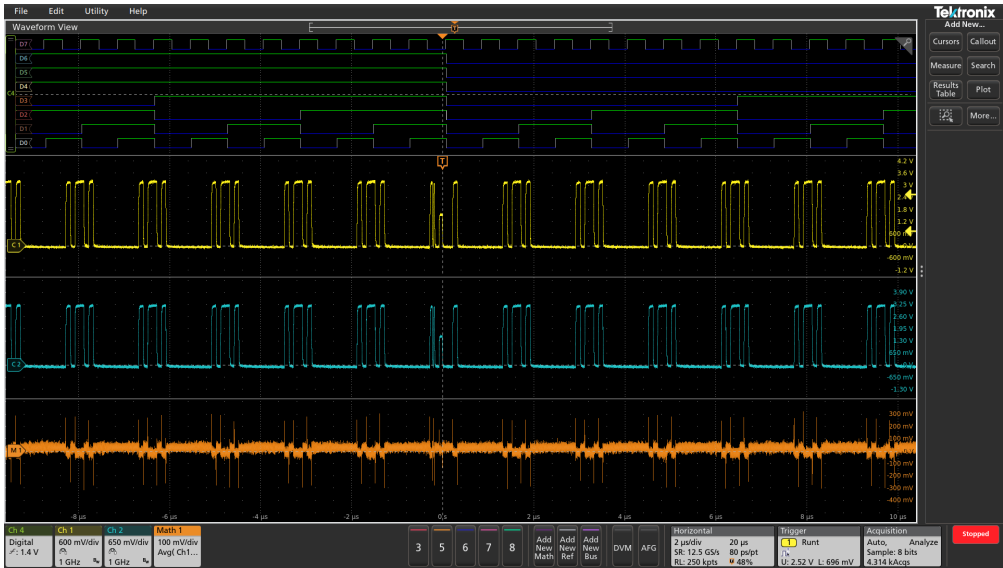 File Edit Utility Help
Tektronix
Waveform View
T
Add New...
D7
D6
D5
D4
D3
D2
D1
D0
C4
Cursors Callout
Measure Search
Results Table Plot
More...
T
4.2 V
3.6 V
3 V
1.8 V
1.2 V
-600 mV
-1.2 V
C1
3.90 V
3.25 V
2.60 V
1.95 V
1.30 V
650 mV
-650 mV
-1.30 V
C2
300 mV
200 mV
100 mV
-100 mV
-200 mV
-300 mV
-400 mV
M1
-8 µs -6 µs -4 µs -2 µs 0 s 2 µs 4 µs 6 µs 8 µs 10 µs
Ch 4
Digital
: 1.4 V
Ch 1
600 mV/div
1 GHz
Ch 2
650 mV/div
1 GHz
Math 1
100 mV/div
Avg( Ch1...
3 5 6 7 8
Add New Math
Add New Ref
Add New Bus
DVM AFG
Horizontal
2 µs/div 20 µs
SR: 12.5 GS/s 80 ps/pt
RL: 250 kpts 48%
Trigger
1 Runt
U: 2.52 V L: 696 mV
Acquisition
Auto, Analyze
Sample: 8 bits
4.314 kAcqs
Stopped